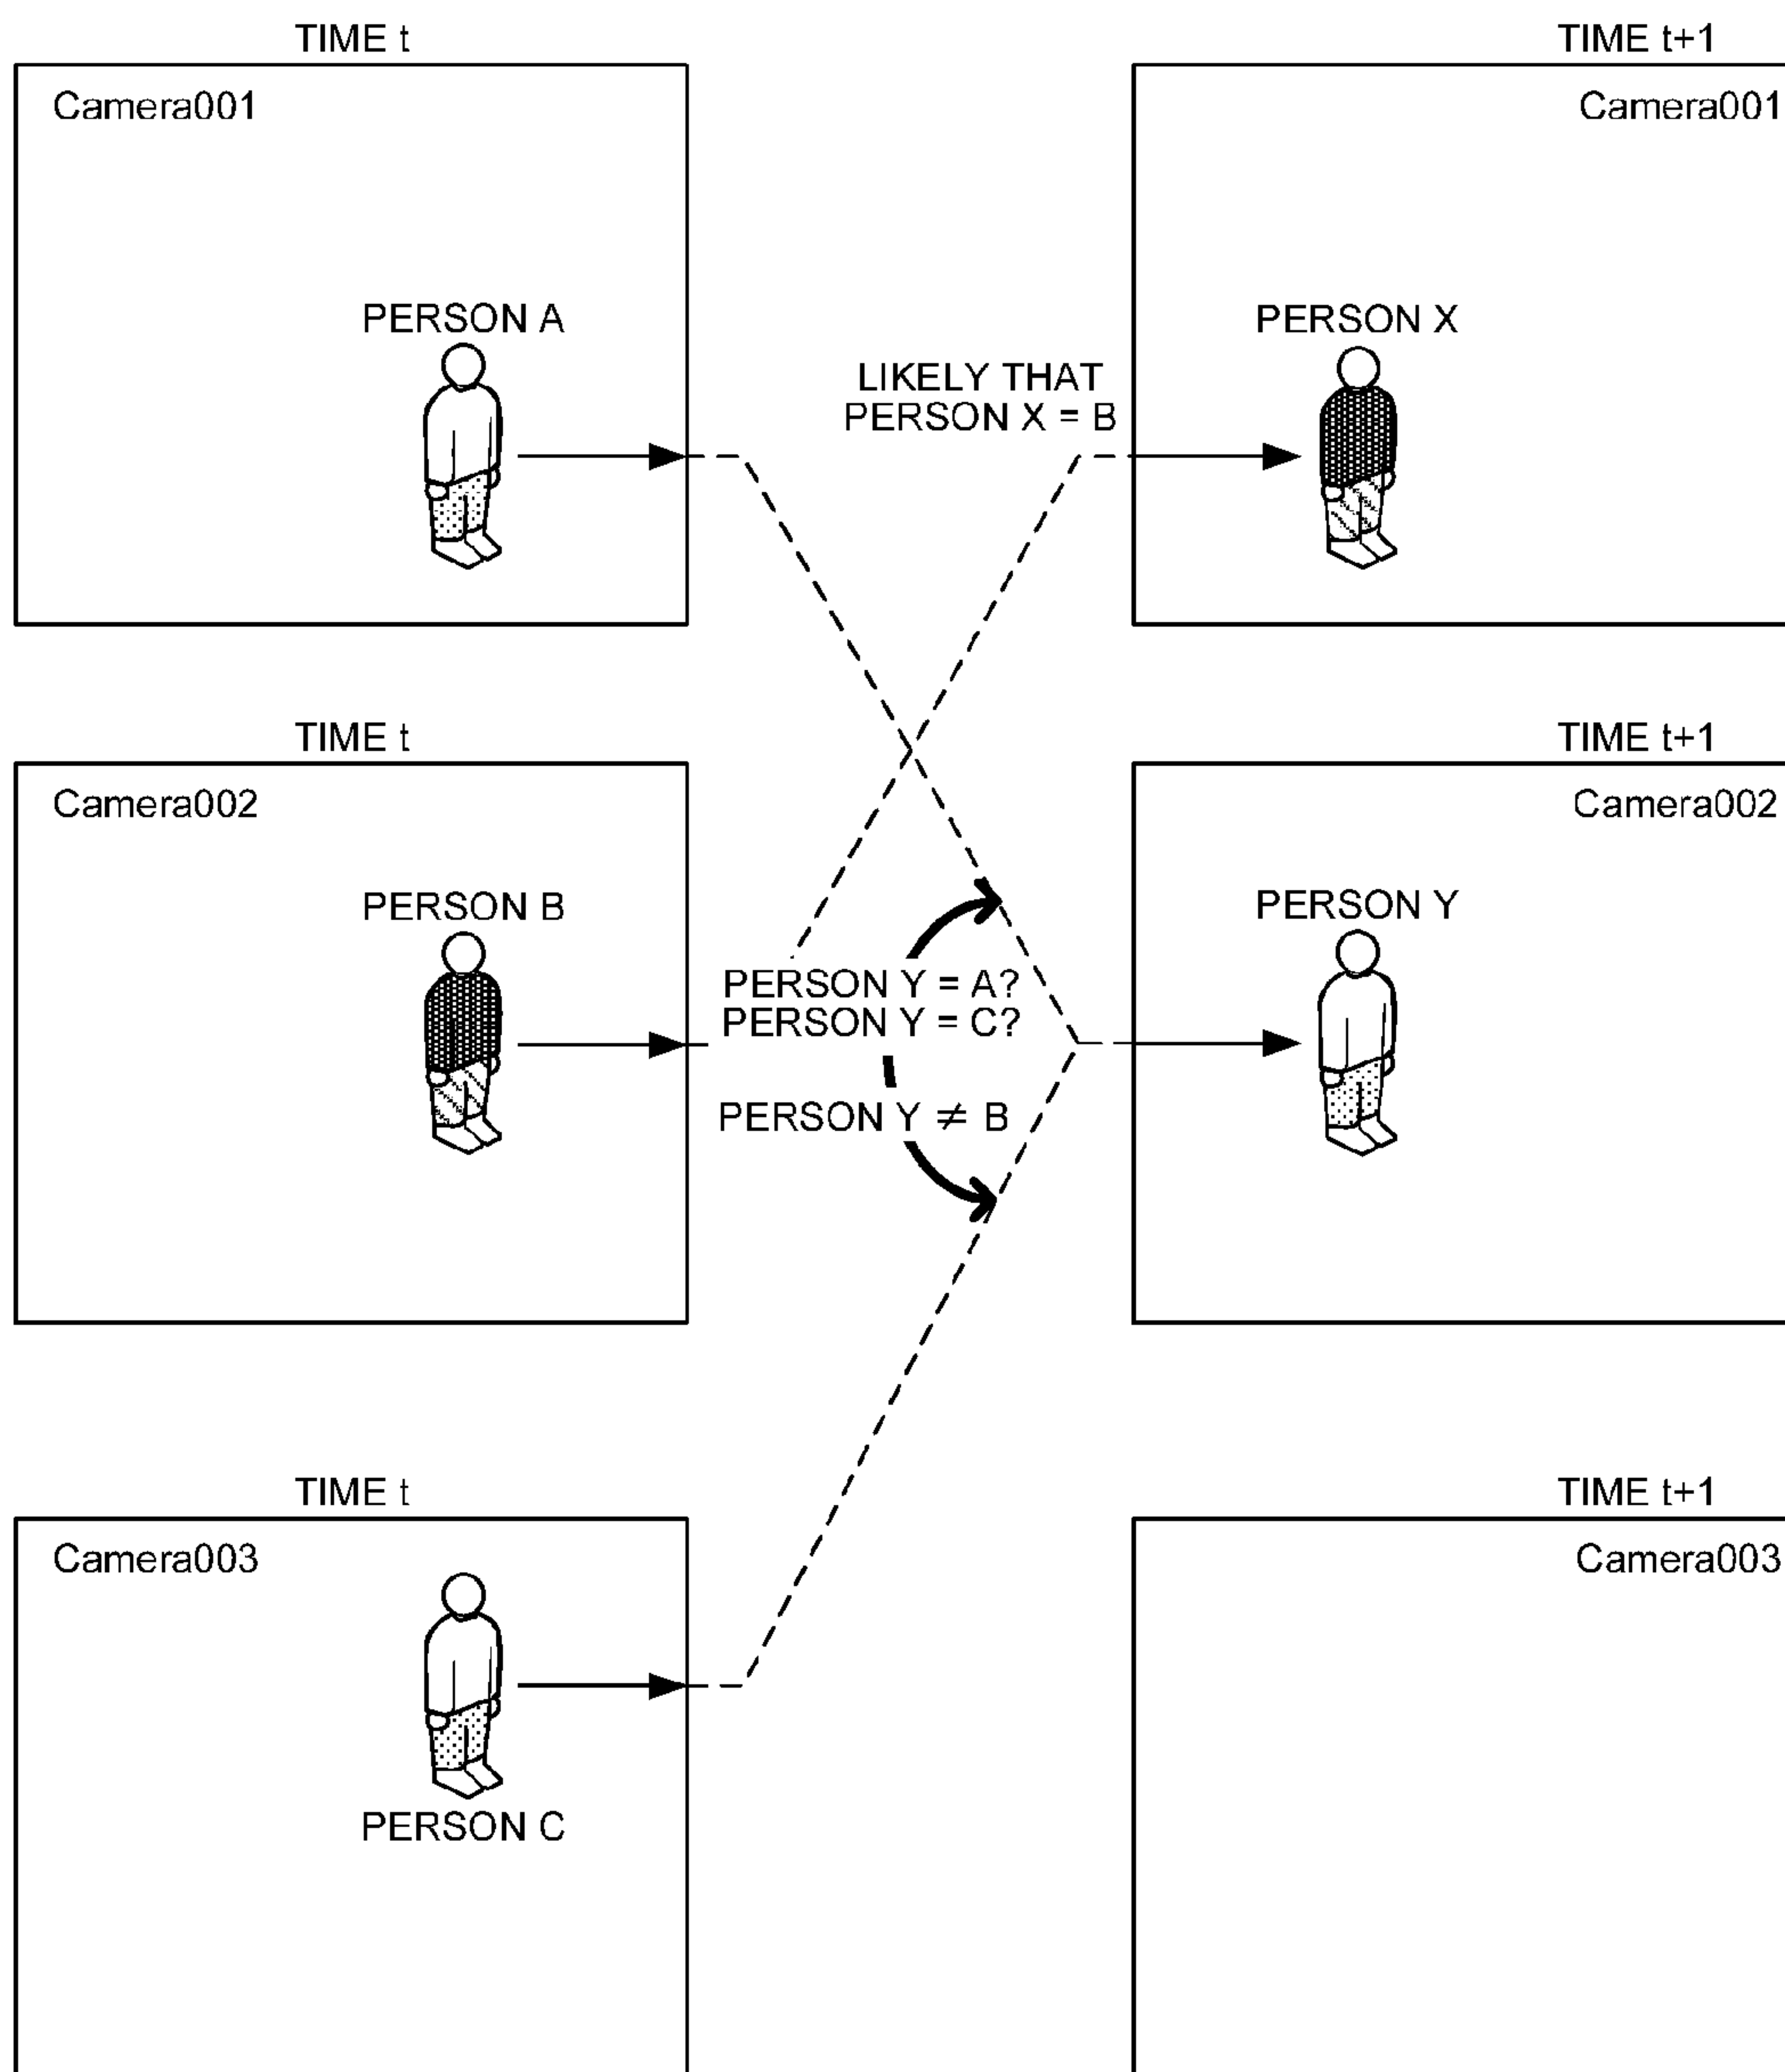 TIME t
TIME t+1
Camera001
Camera001
PERSON A
PERSON X
LIKELY THAT
PERSON X = B
TIME t
TIME t+1
Camera002
Camera002
PERSON B
PERSON Y
PERSON Y = A?
PERSON Y = C?
PERSON Y ≠ B
TIME t
TIME t+1
Camera003
Camera003
PERSON C